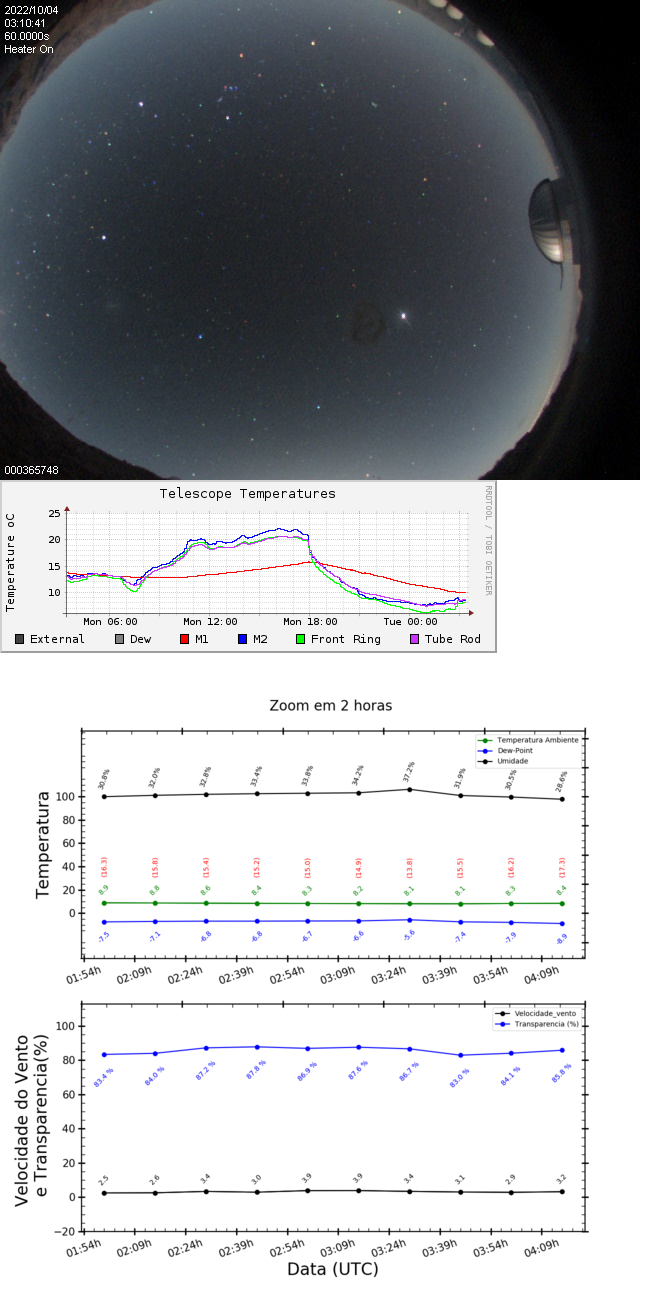 2022/10/04
03:10:41
60.0000s
Heater On
000365748
Telescope Temperatures
RRDTOOL / TOBI OETIKER
Temperature oC
25
20
15
10
Mon 06:00 Mon 12:00 Mon 18:00 Tue 00:00
External Dew M1 M2 Front Ring Tube Rod
Zoom em 2 horas
Temperatura Ambiente
Dew-Point
Umidade
Temperatura
100
80
60
40
20
0
30.8% 32.0% 32.8% 33.4% 33.8% 34.2% 37.2% 31.9% 30.5% 28.6%
(16.3) (15.8) (15.4) (15.2) (15.0) (14.9) (13.8) (15.5) (16.2) (17.3)
8.9 8.8 8.6 8.4 8.3 8.2 8.1 8.1 8.3 8.4
-7.5 -7.1 -6.8 -6.8 -6.7 -6.6 -5.6 -7.4 -7.9 -8.9
01:54h 02:09h 02:24h 02:39h 02:54h 03:09h 03:24h 03:39h 03:54h 04:09h
Velocidade_vento
Transparencia (%)
Velocidade do Vento
e Transparencia(%)
100
80
60
40
20
0
−20
83.4 % 84.0 % 87.2 % 87.8 % 86.9 % 87.6 % 86.7 % 83.0 % 84.1 % 85.8 %
2.5 2.6 3.4 3.0 3.9 3.9 3.4 3.1 2.9 3.2
01:54h 02:09h 02:24h 02:39h 02:54h 03:09h 03:24h 03:39h 03:54h 04:09h
Data (UTC)